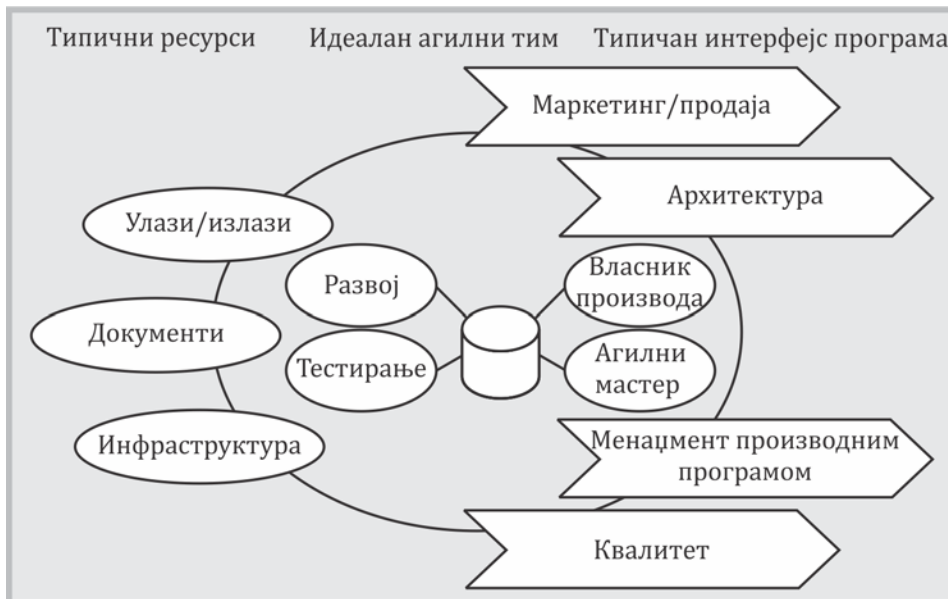 Типични ресурси
Идеалан агилни тим
Типичан интерфејс програма
Маркетинг/продаја
Архитектура
Улази/излази
Развој
Власник
производа
Документи
Тестирање
Агилни
мастер
Инфраструктура
Менаџмент производним
програмом
Квалитет